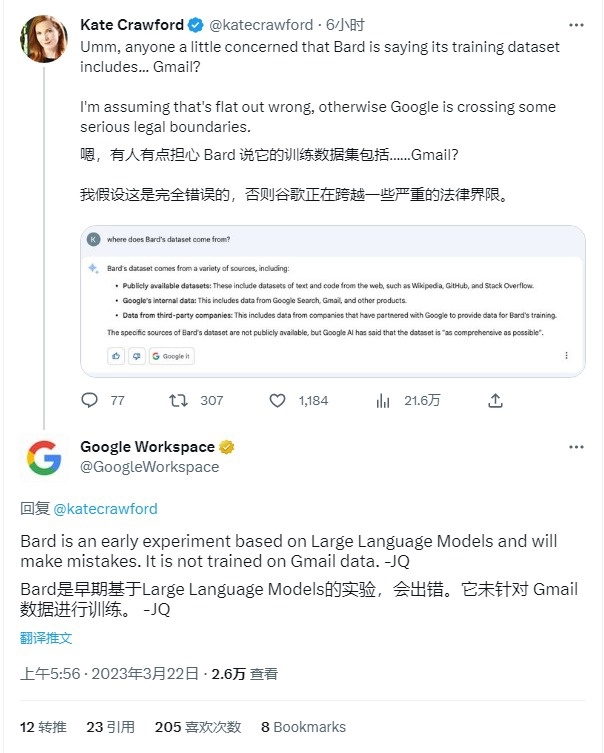 Kate Crawford @katecrawford · 6小时
Umm, anyone a little concerned that Bard is saying its training dataset
includes... Gmail?
I'm assuming that's flat out wrong, otherwise Google is crossing some
serious legal boundaries.
嗯，有人有点担心 Bard 说它的训练数据集包括......Gmail?
我假设这是完全错误的，否则谷歌正在跨越一些严重的法律界限。
K where does Bard's dataset come from?
Bard's dataset comes from a variety of sources, including:
• Publicly available datasets: These include datasets of text and code from the web, such as Wikipedia, GitHub, and Stack Overflow.
• Google's internal data: This includes data from Google Search, Gmail, and other products.
• Data from third-party companies: This includes data from companies that have partnered with Google to provide data for Bard's training.
The specific sources of Bard's dataset are not publicly available, but Google AI has said that the dataset is "as comprehensive as possible".
Google it
77 307 1,184 21.6万
Google Workspace
@GoogleWorkspace
回复 @katecrawford
Bard is an early experiment based on Large Language Models and will
make mistakes. It is not trained on Gmail data. -JQ
Bard是早期基于Large Language Models的实验，会出错。它未针对 Gmail
数据进行训练。 -JQ
翻译推文
上午5:56 · 2023年3月22日 · 2.6万 查看
12 转推 23 引用 205 喜欢次数 8 Bookmarks